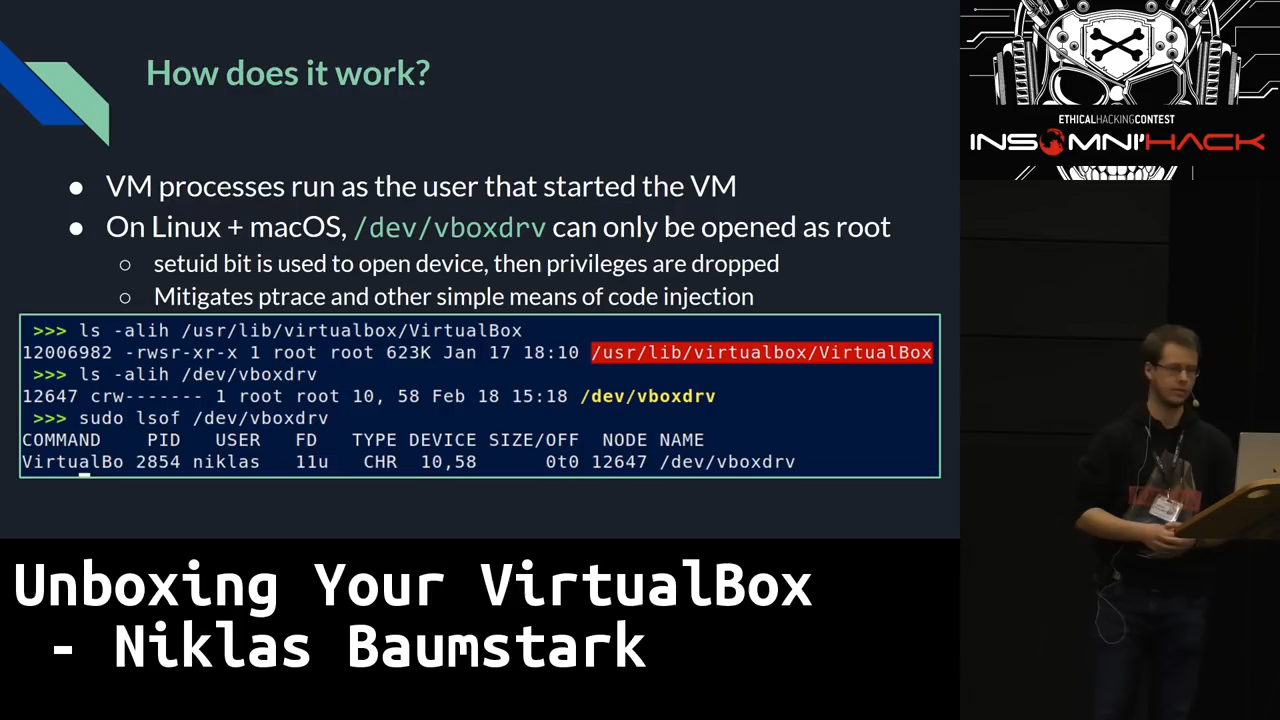 How does it work?
● VM processes run as the user that started the VM
● On Linux + macOS, /dev/vboxdrv can only be opened as root
○ setuid bit is used to open device, then privileges are dropped
○ Mitigates ptrace and other simple means of code injection
>>> ls -alih /usr/lib/virtualbox/VirtualBox
12006982 -rwsr-xr-x 1 root root 623K Jan 17 18:10 /usr/lib/virtualbox/VirtualBox
>>> ls -alih /dev/vboxdrv
12647 crw------- 1 root root 10, 58 Feb 18 15:18 /dev/vboxdrv
>>> sudo lsof /dev/vboxdrv
COMMAND PID USER FD TYPE DEVICE SIZE/OFF NODE NAME
VirtualBo 2854 niklas 11u CHR 10,58 0t0 12647 /dev/vboxdrv
ETHICALHACKINGCONTEST
INSOMNI'HACK
Unboxing Your VirtualBox
- Niklas Baumstark